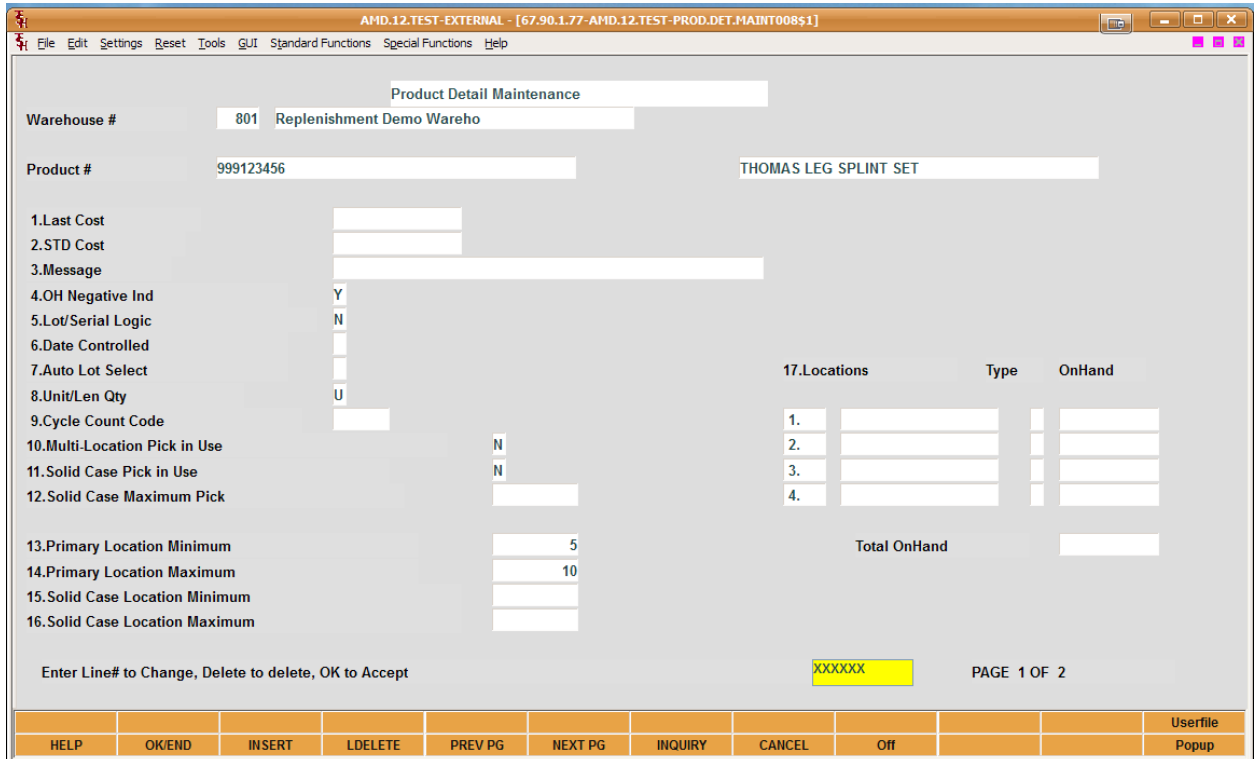 AMD.12.TEST-EXTERNAL - [67.90.1.77-AMD.12.TEST-PROD.DET.MAINT008$1]
File Edit Settings Reset Tools GUI Standard Functions Special Functions Help
Product Detail Maintenance
Warehouse # 801 Replenishment Demo Wareho
Product # 999123456 THOMAS LEG SPLINT SET
1.Last Cost
2.STD Cost
3.Message
4.OH Negative Ind Y
5.Lot/Serial Logic N
6.Date Controlled
7.Auto Lot Select 17.Locations Type OnHand
8.Unit/Len Qty U
9.Cycle Count Code 1.
10.Multi-Location Pick in Use N 2.
11.Solid Case Pick in Use N 3.
12.Solid Case Maximum Pick 4.
13.Primary Location Minimum 5 Total OnHand
14.Primary Location Maximum 10
15.Solid Case Location Minimum
16.Solid Case Location Maximum
Enter Line# to Change, Delete to delete, OK to Accept XXXXXX PAGE 1 OF 2
Userfile
HELP OK/END INSERT LDELETE PREV PG NEXT PG INQUIRY CANCEL Off Popup